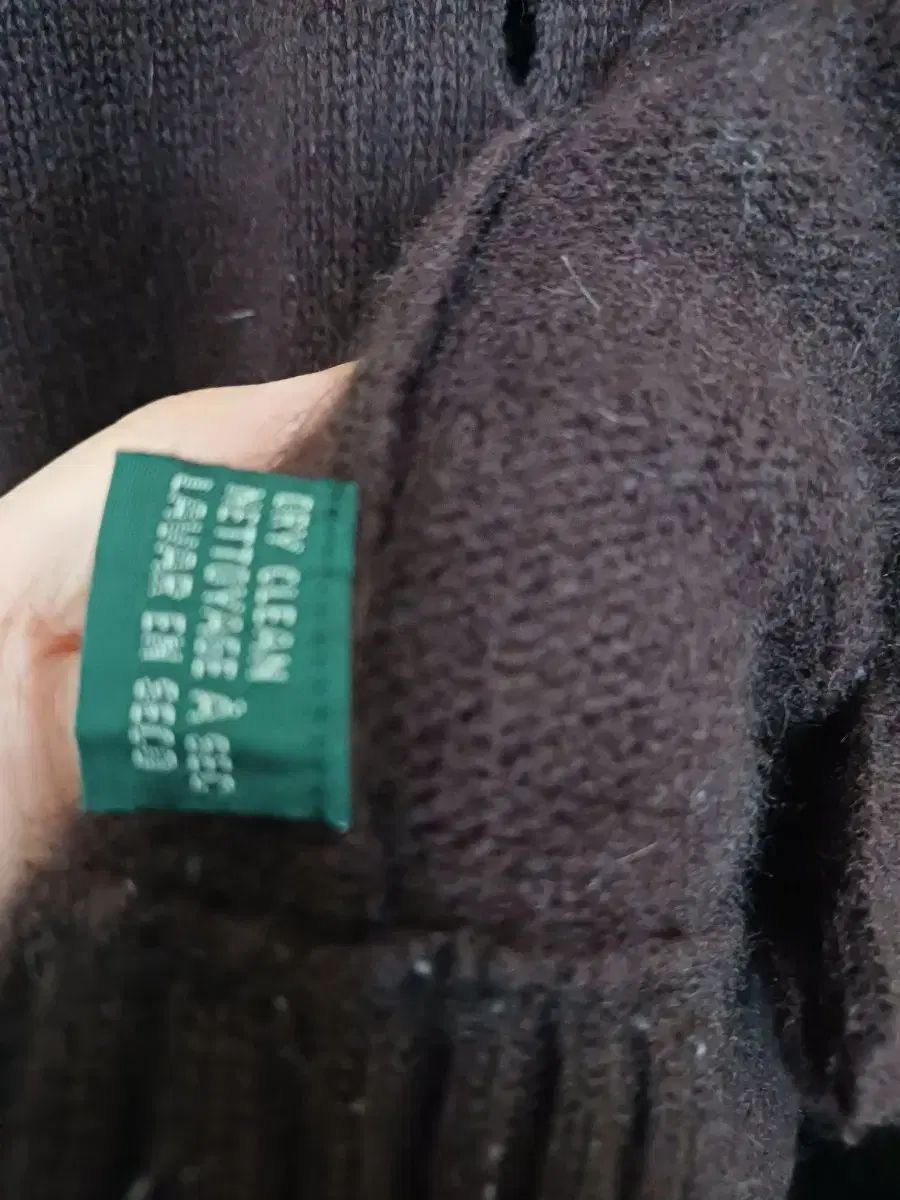 DRY CLEAN
NETTOYAGE À SEC
LAVAR EN SECO